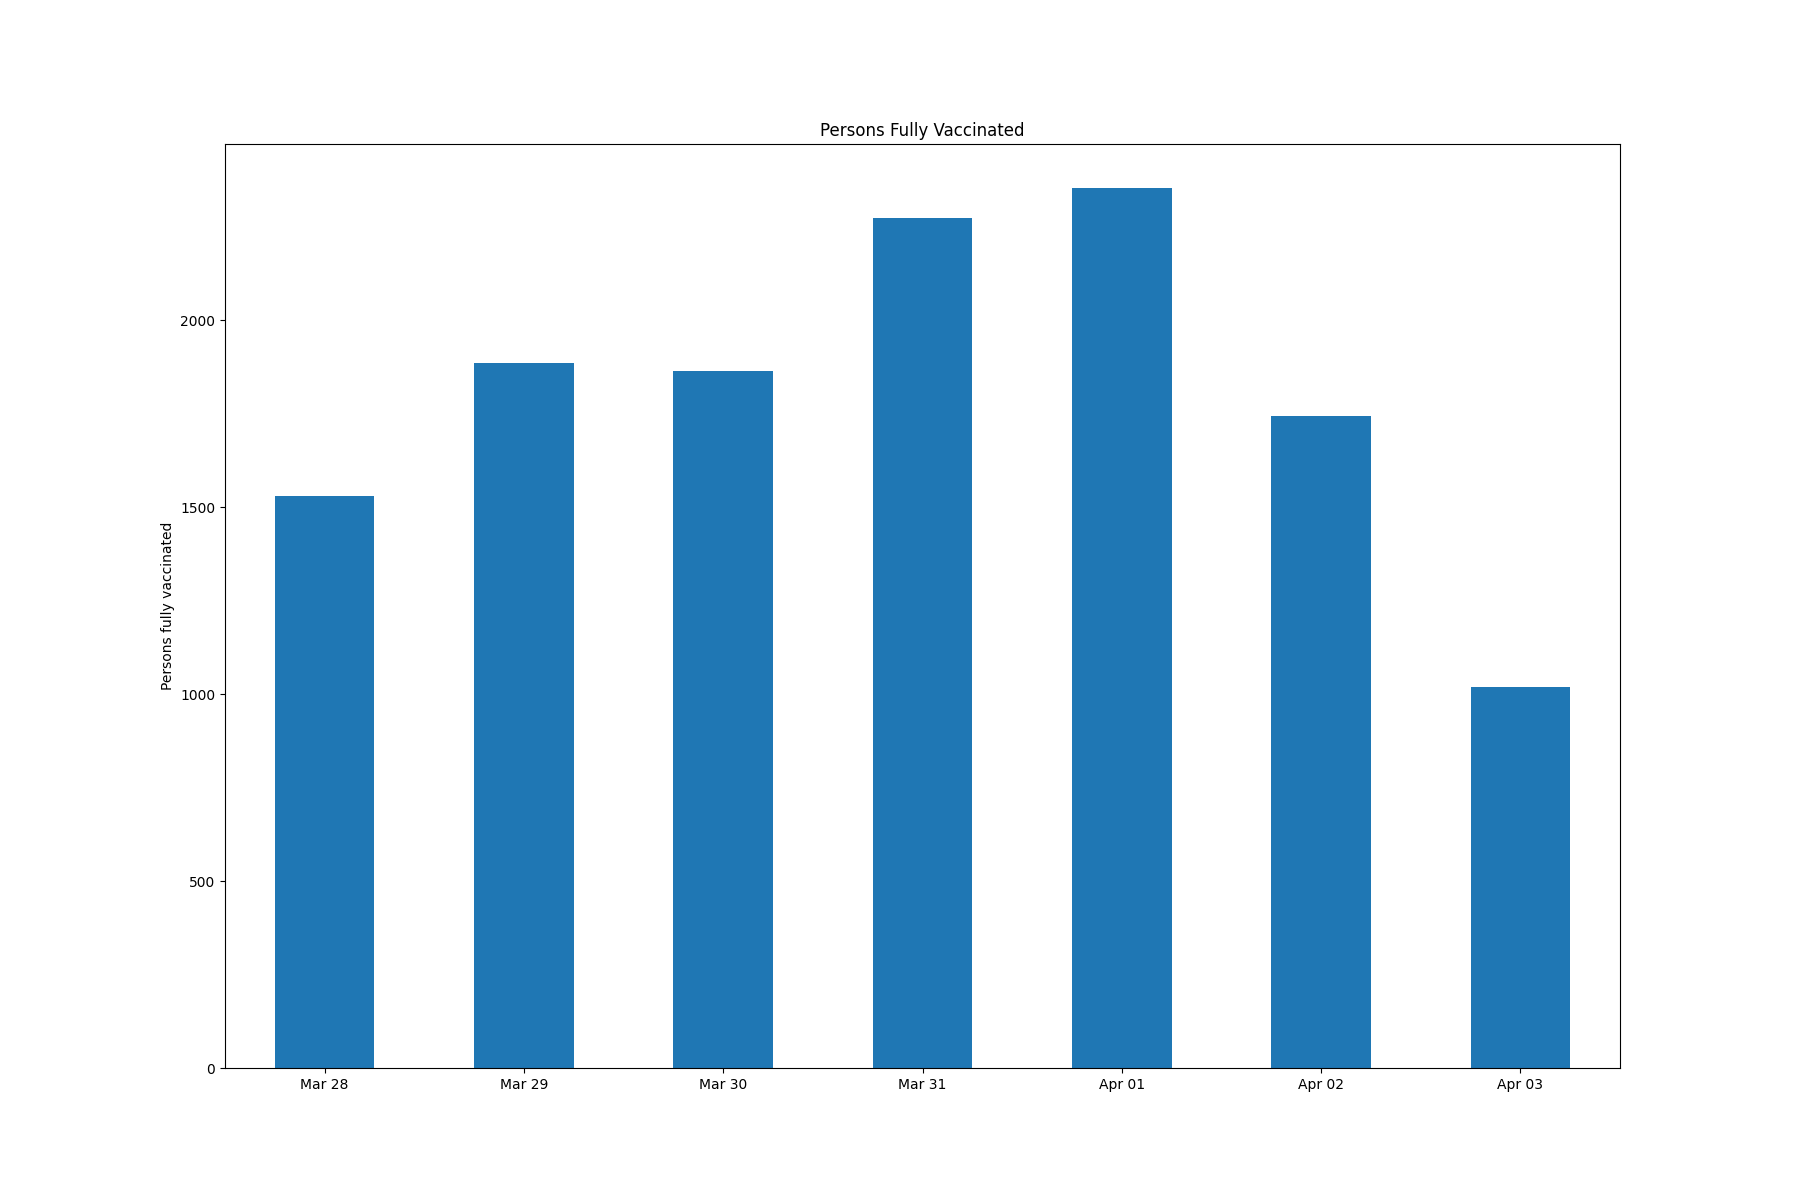 Persons Fully Vaccinated
Persons fully vaccinated
2000
1500
1000
500
0
Mar 28 Mar 29 Mar 30 Mar 31 Apr 01 Apr 02 Apr 03